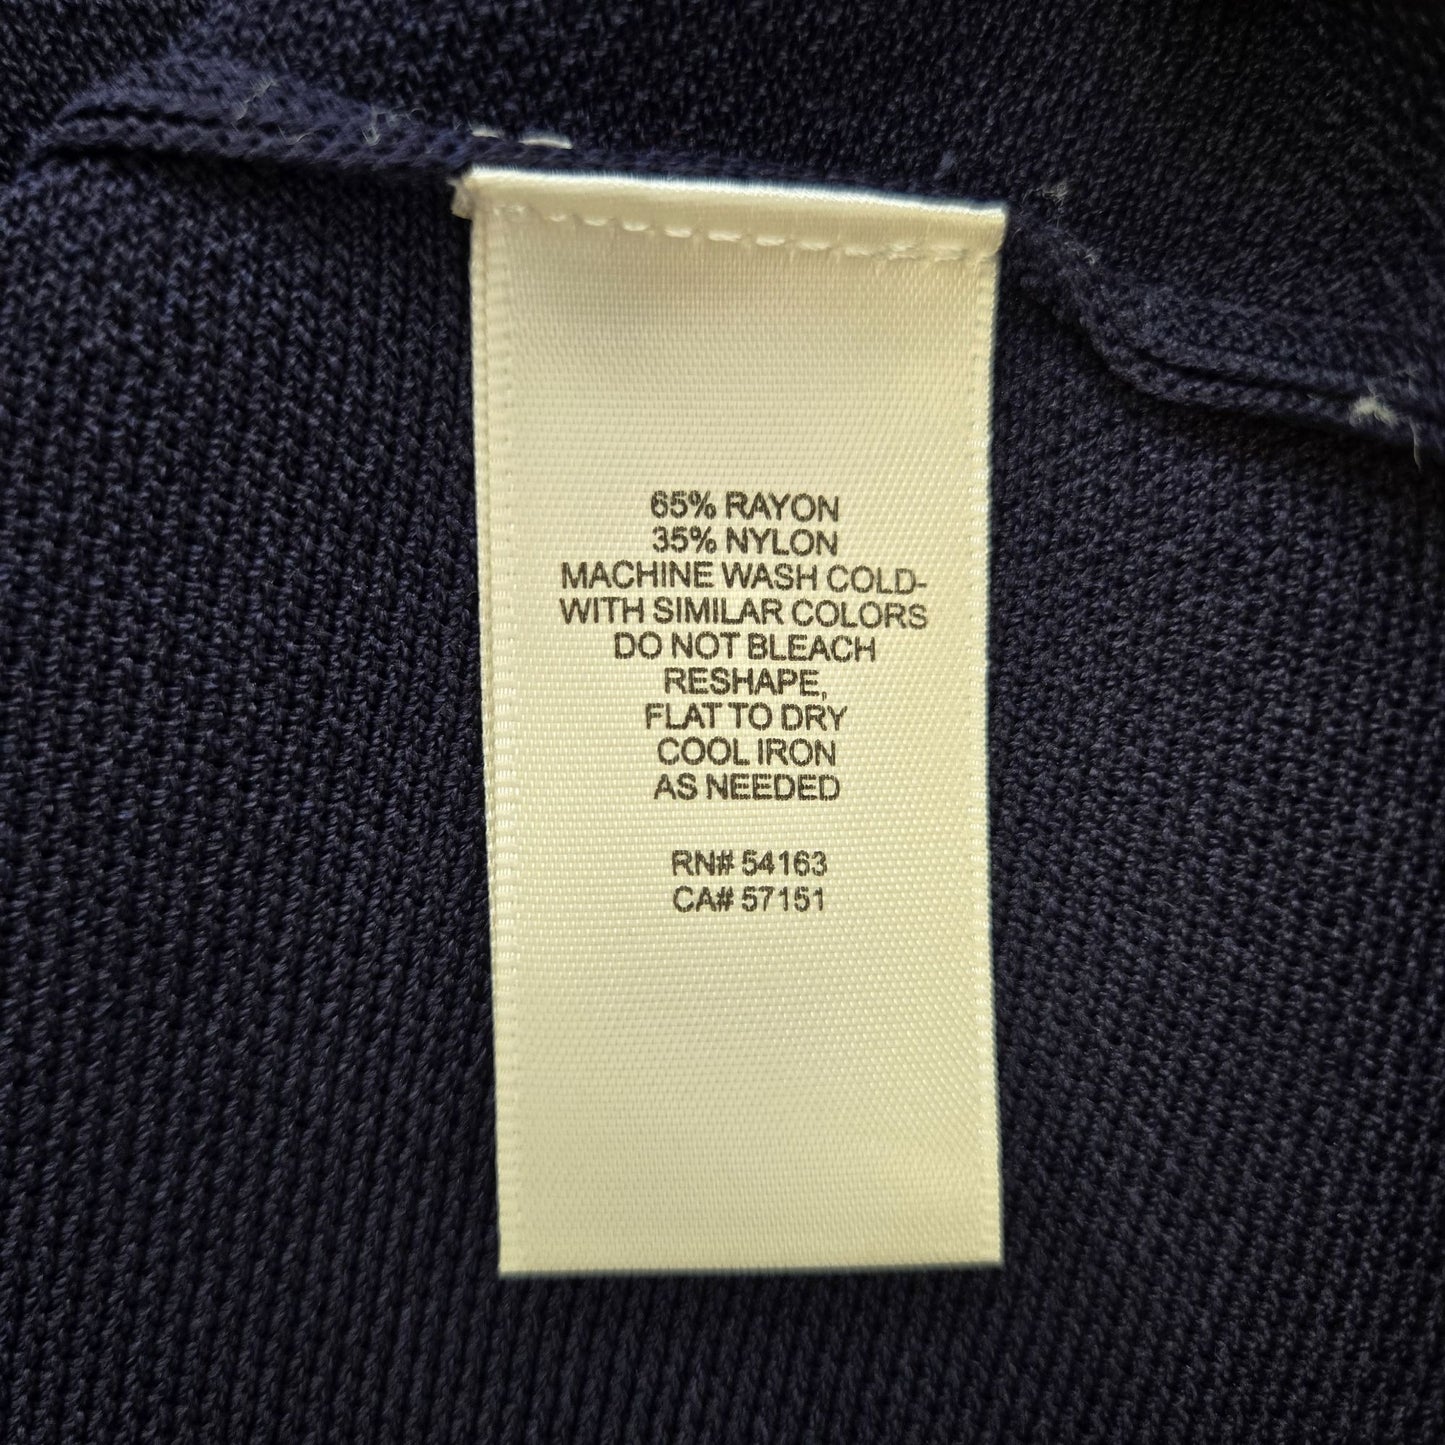 65% RAYON
35% NYLON
MACHINE WASH COLD-
WITH SIMILAR COLORS
DO NOT BLEACH
RESHAPE,
FLAT TO DRY
COOL IRON
AS NEEDED
RN# 54163
CA# 57151